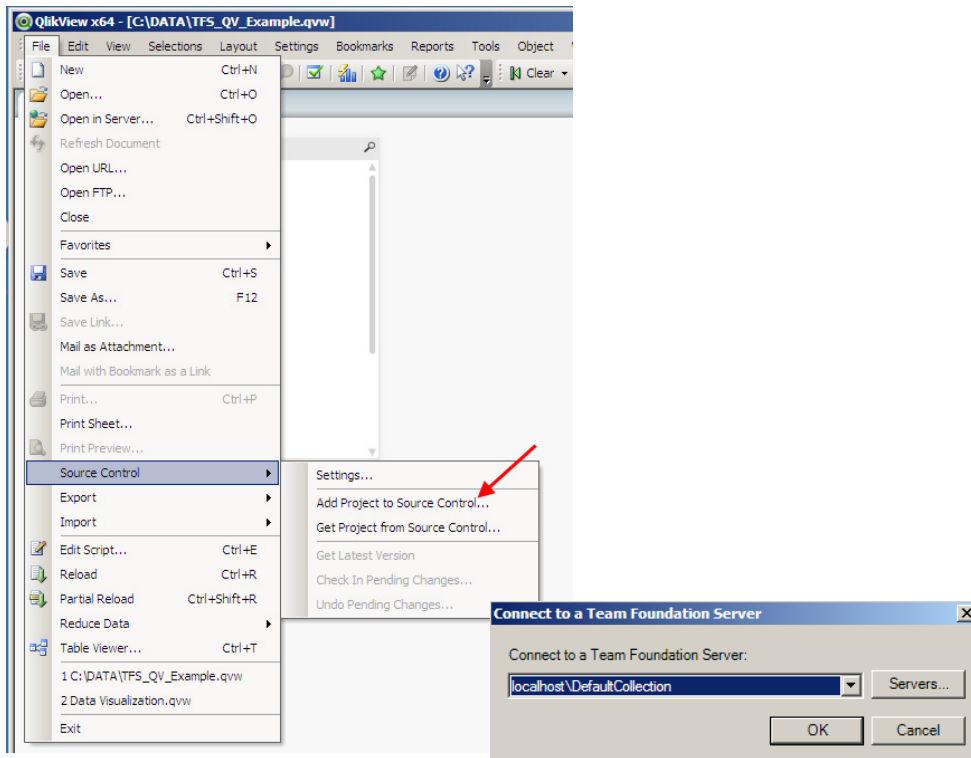 QlikView x64 - [C:\DATA\TFS_QV_Example.qvw]
File Edit View Selections Layout Settings Bookmarks Reports Tools Object
Clear
New Ctrl+N
Open... Ctrl+O
Open in Server... Ctrl+Shift+O
Refresh Document
Open URL...
Open FTP...
Close
Favorites
Save Ctrl+S
Save As... F12
Save Link...
Mail as Attachment...
Mail with Bookmark as a Link
Print... Ctrl+P
Print Sheet...
Print Preview...
Source Control
Export
Import
Edit Script... Ctrl+E
Reload Ctrl+R
Partial Reload Ctrl+Shift+R
Reduce Data
Table Viewer... Ctrl+T
1 C:\DATA\TFS_QV_Example.qvw
2 Data Visualization.qvw
Exit
Settings...
Add Project to Source Control...
Get Project from Source Control...
Get Latest Version
Check In Pending Changes...
Undo Pending Changes...
Connect to a Team Foundation Server
Connect to a Team Foundation Server:
localhost\DefaultCollection
Servers...
OK Cancel